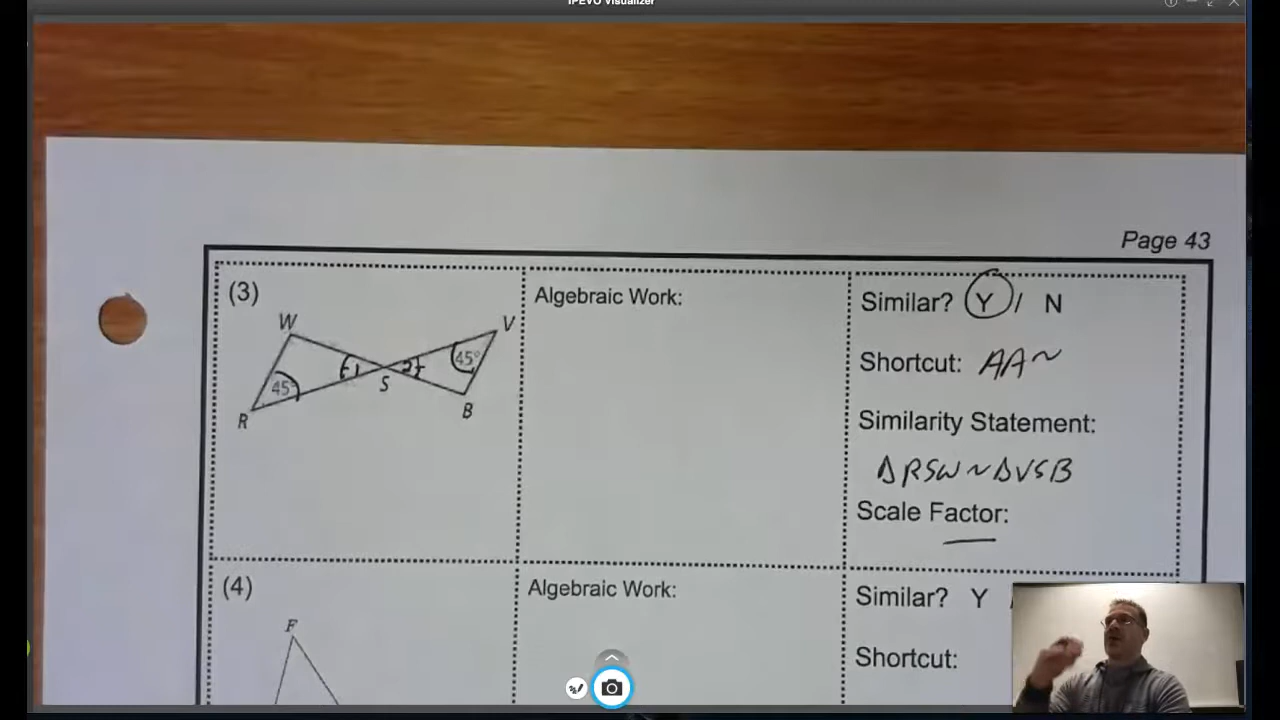 IPEVO Visualizer
Page 43
(3)
Algebraic Work:
Similar? Y / N
W
V
1
2
45°
45°
S
R
B
Shortcut: AA~
Similarity Statement:
ΔRSW~ΔVSB
Scale Factor:
(4)
Algebraic Work:
Similar? Y
F
Shortcut: